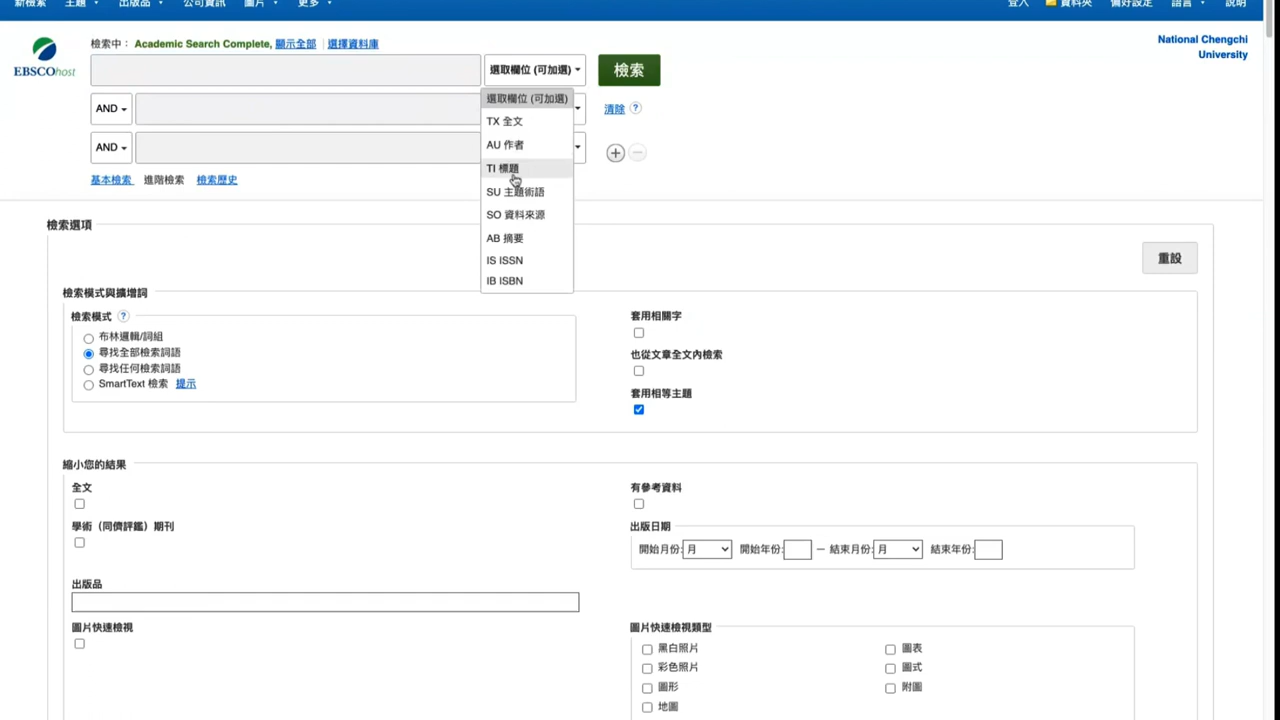 新檢索 主題 出版品 公司資訊 圖片 更多 登入 資料夾 偏好設定 語言 說明
檢索中： Academic Search Complete, 顯示全部 | 選擇資料庫
National Chengchi University
EBSCOhost
選取欄位 (可加選)
檢索
選取欄位 (可加選)
AND
清除 ?
TX 全文
AU 作者
AND
TI 標題
基本檢索 進階檢索 檢索歷史
SU 主題術語
SO 資料來源
AB 摘要
IS ISSN
IB ISBN
檢索選項
重設
檢索模式與擴增詞
檢索模式 ?
布林邏輯/詞組
尋找全部檢索詞語
尋找任何檢索詞語
SmartText 檢索 提示
套用相關字
也從文章全文內檢索
套用相等主題
縮小您的結果
全文
有參考資料
學術（同儕評鑑）期刊
出版日期
開始月份: 月 開始年份: – 結束月份: 月 結束年份:
出版品
圖片快速檢視
圖片快速檢視類型
黑白照片 圖表
彩色照片 圖式
圖形 附圖
地圖